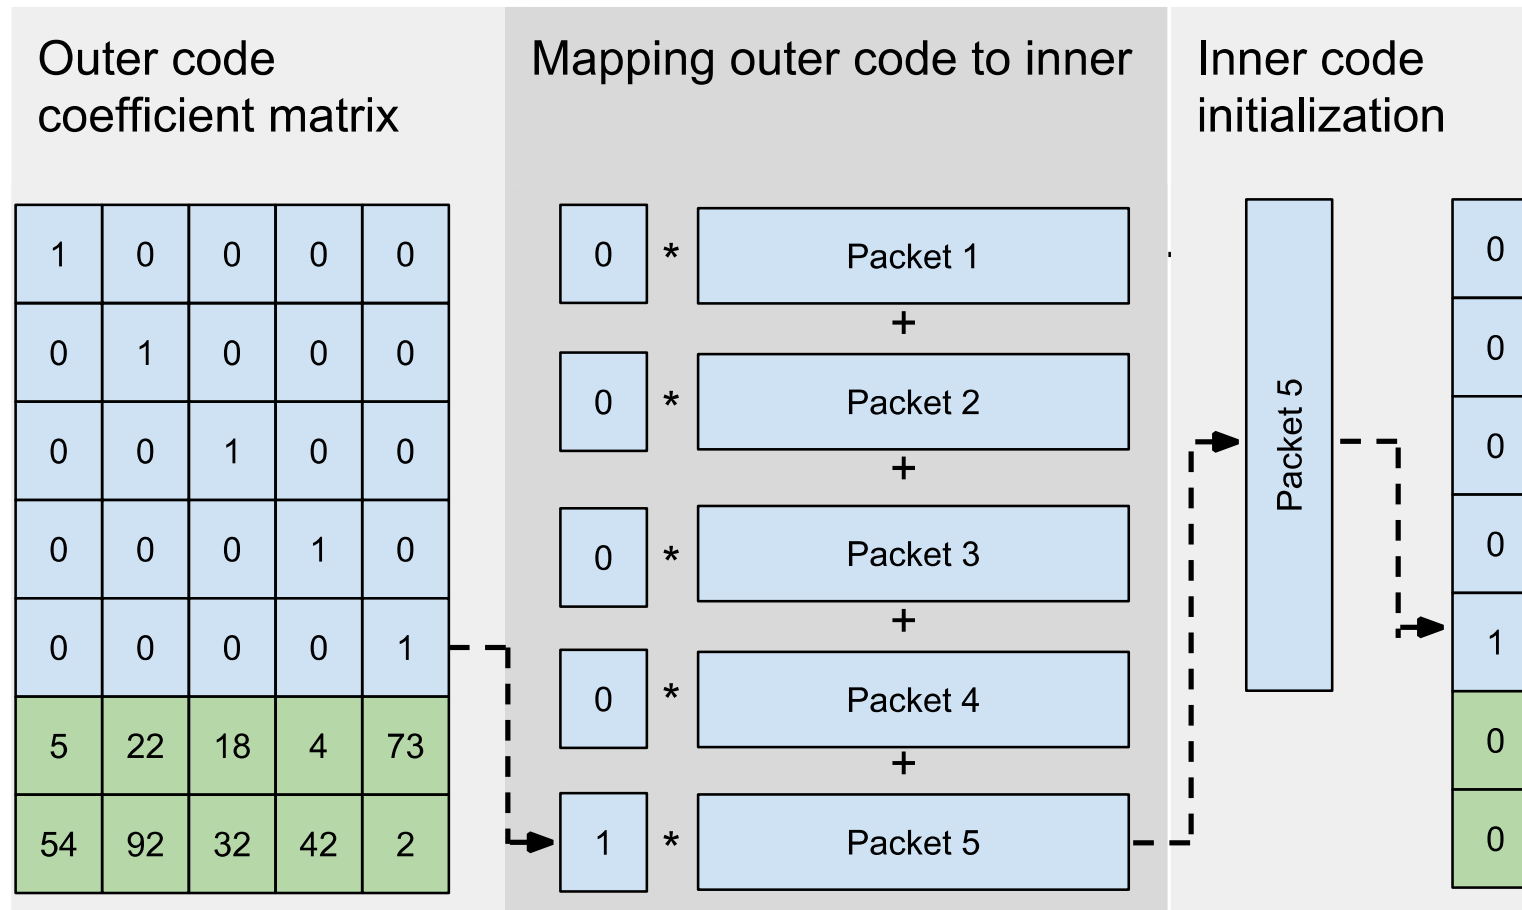 Outer code
coefficient matrix
Mapping outer code to inner
Inner code
initialization
1 0 0 0 0
0 1 0 0 0
0 0 1 0 0
0 0 0 1 0
0 0 0 0 1
5 22 18 4 73
54 92 32 42 2
0 * Packet 1
+
0 * Packet 2
+
0 * Packet 3
+
0 * Packet 4
+
1 * Packet 5
Packet 5
0
0
0
0
1
0
0